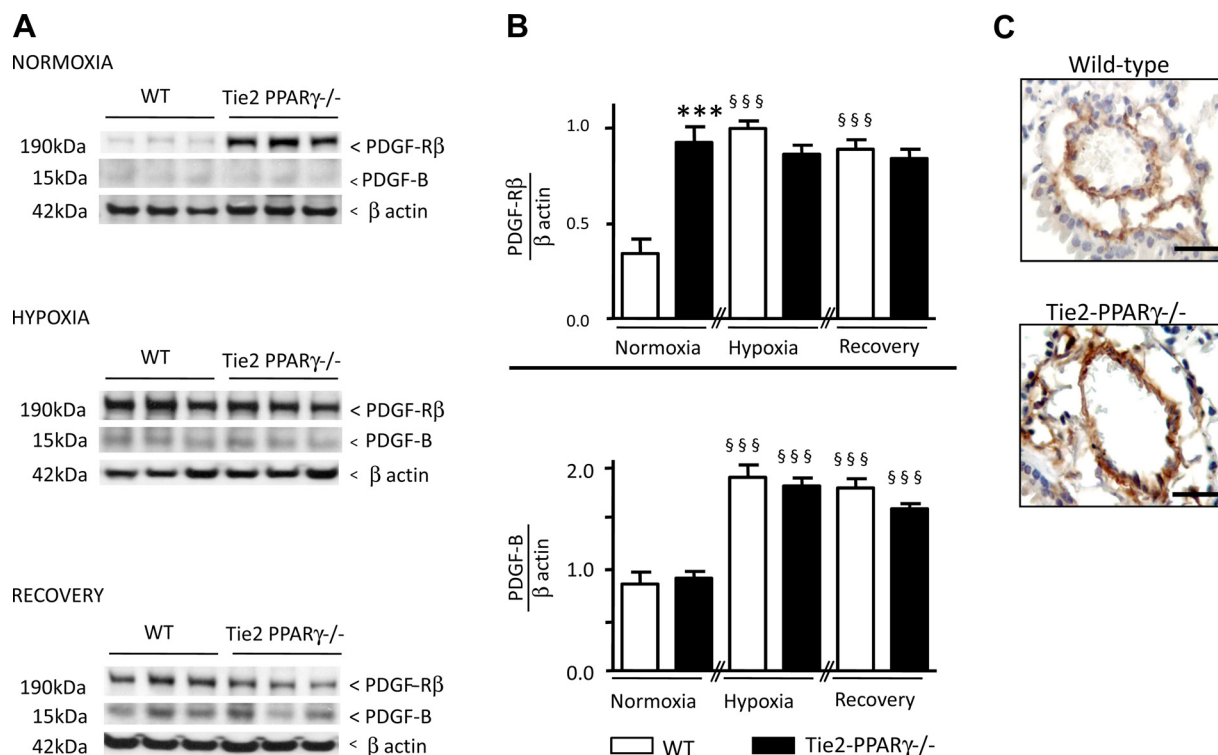 A
NORMOXIA
WT Tie2 PPARγ-/-
190kDa < PDGF-Rβ
15kDa < PDGF-B
42kDa < β actin
HYPOXIA
WT Tie2 PPARγ-/-
190kDa < PDGF-Rβ
15kDa < PDGF-B
42kDa < β actin
RECOVERY
WT Tie2 PPARγ-/-
190kDa < PDGF-Rβ
15kDa < PDGF-B
42kDa < β actin
B
PDGF-Rβ
β actin
1.0
0.5
0.0
***
§§§
§§§
Normoxia // Hypoxia // Recovery
PDGF-B
β actin
2.0
1.0
0.0
§§§
§§§
§§§
§§§
Normoxia // Hypoxia // Recovery
WT Tie2-PPARγ-/-
C
Wild-type
Tie2-PPARγ-/-